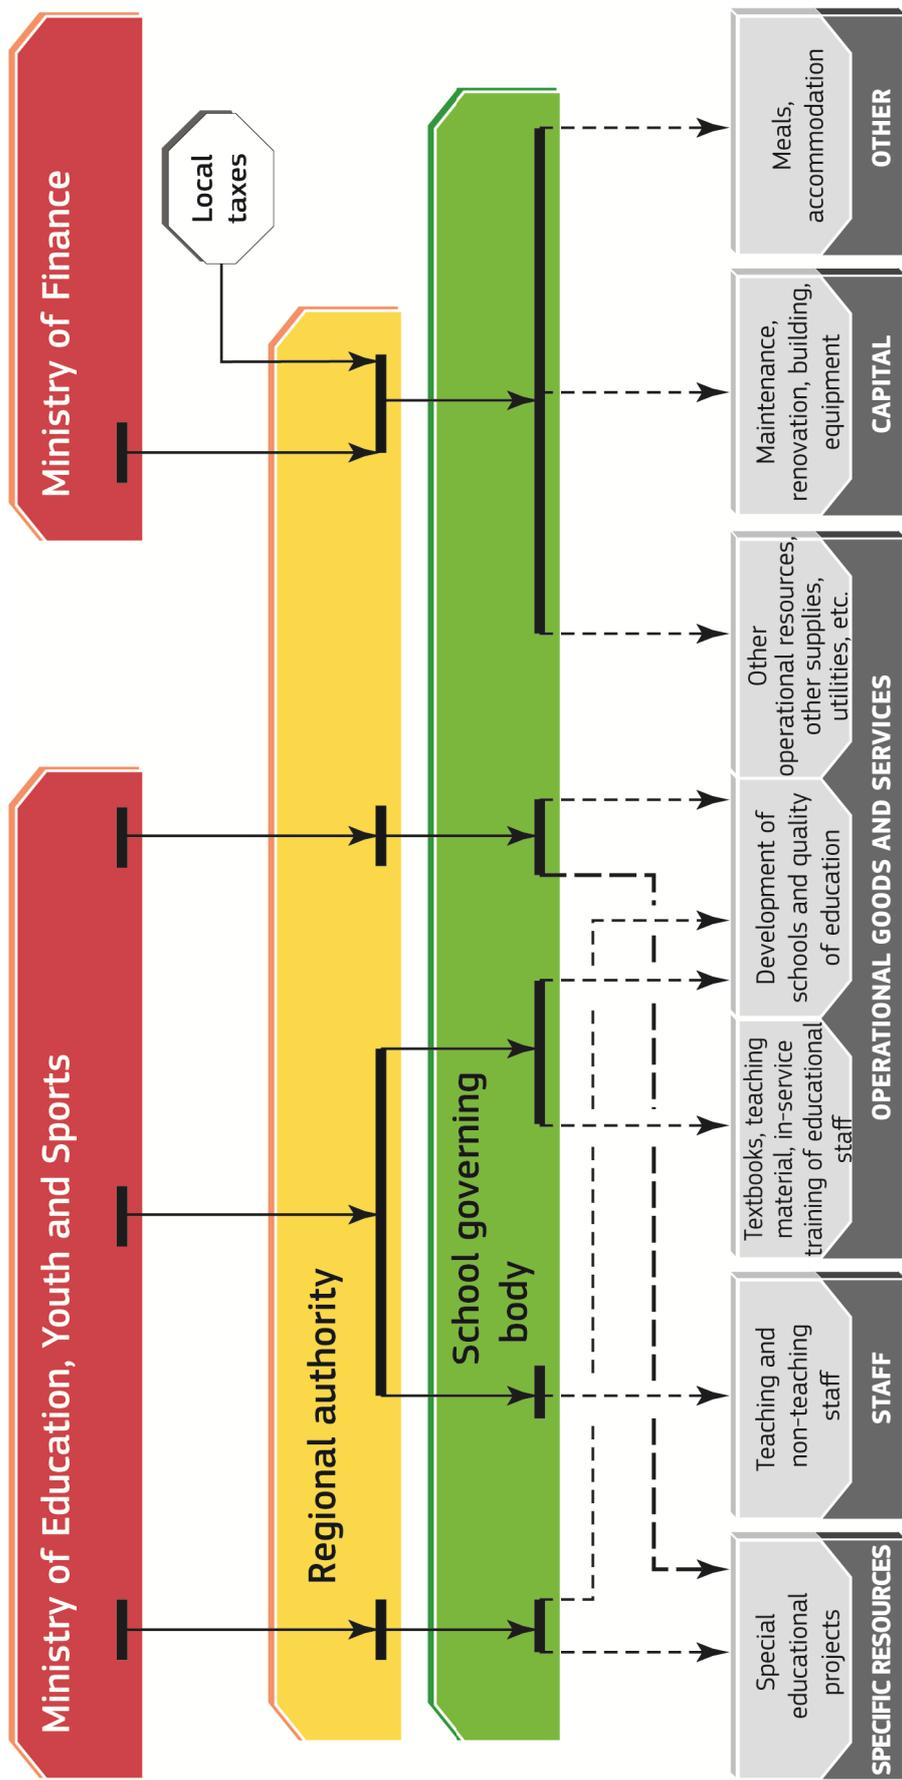 Ministry of Education, Youth and Sports
Ministry of Finance
Local
taxes
Regional authority
School governing
body
Special
educational
projects
SPECIFIC RESOURCES
Teaching and
non-teaching
staff
STAFF
Textbooks, teaching
material, in-service
training of educational
staff
Development of
schools and quality
of education
Other
operational resources,
other supplies,
utilities, etc.
OPERATIONAL GOODS AND SERVICES
Maintenance,
renovation, building,
equipment
CAPITAL
Meals,
accommodation
OTHER